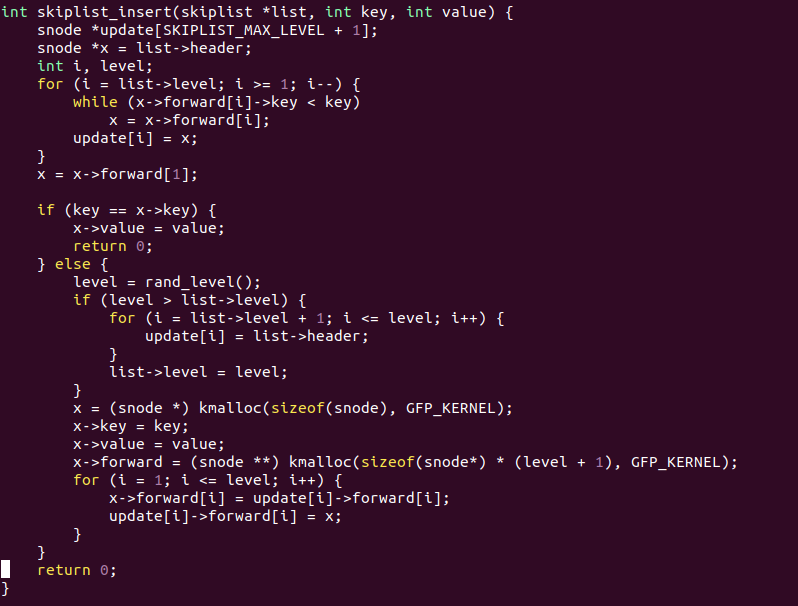 int skiplist_insert(skiplist *list, int key, int value) {
    snode *update[SKIPLIST_MAX_LEVEL + 1];
    snode *x = list->header;
    int i, level;
    for (i = list->level; i >= 1; i--) {
        while (x->forward[i]->key < key)
            x = x->forward[i];
        update[i] = x;
    }
    x = x->forward[1];

    if (key == x->key) {
        x->value = value;
        return 0;
    } else {
        level = rand_level();
        if (level > list->level) {
            for (i = list->level + 1; i <= level; i++) {
                update[i] = list->header;
            }
            list->level = level;
        }
        x = (snode *) kmalloc(sizeof(snode), GFP_KERNEL);
        x->key = key;
        x->value = value;
        x->forward = (snode **) kmalloc(sizeof(snode*) * (level + 1), GFP_KERNEL);
        for (i = 1; i <= level; i++) {
            x->forward[i] = update[i]->forward[i];
            update[i]->forward[i] = x;
        }
    }
    return 0;
}